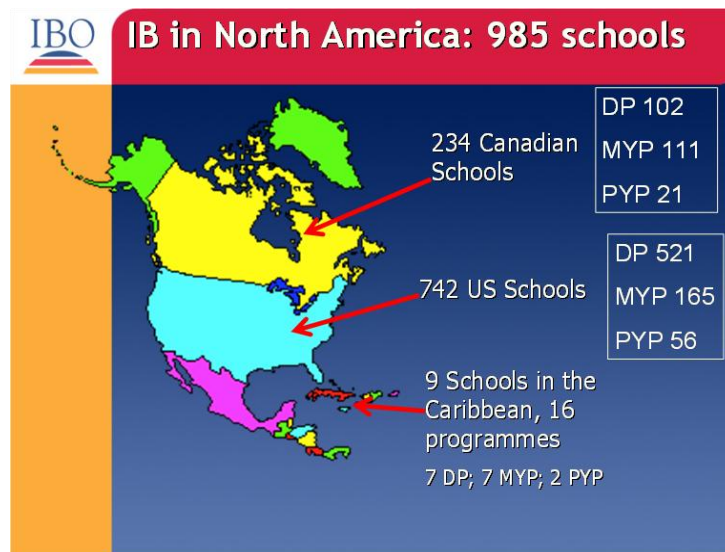 IBO
IB in North America: 985 schools
234 Canadian
Schools
DP 102
MYP 111
PYP 21
742 US Schools
DP 521
MYP 165
PYP 56
9 Schools in the
Caribbean, 16
programmes
7 DP; 7 MYP; 2 PYP